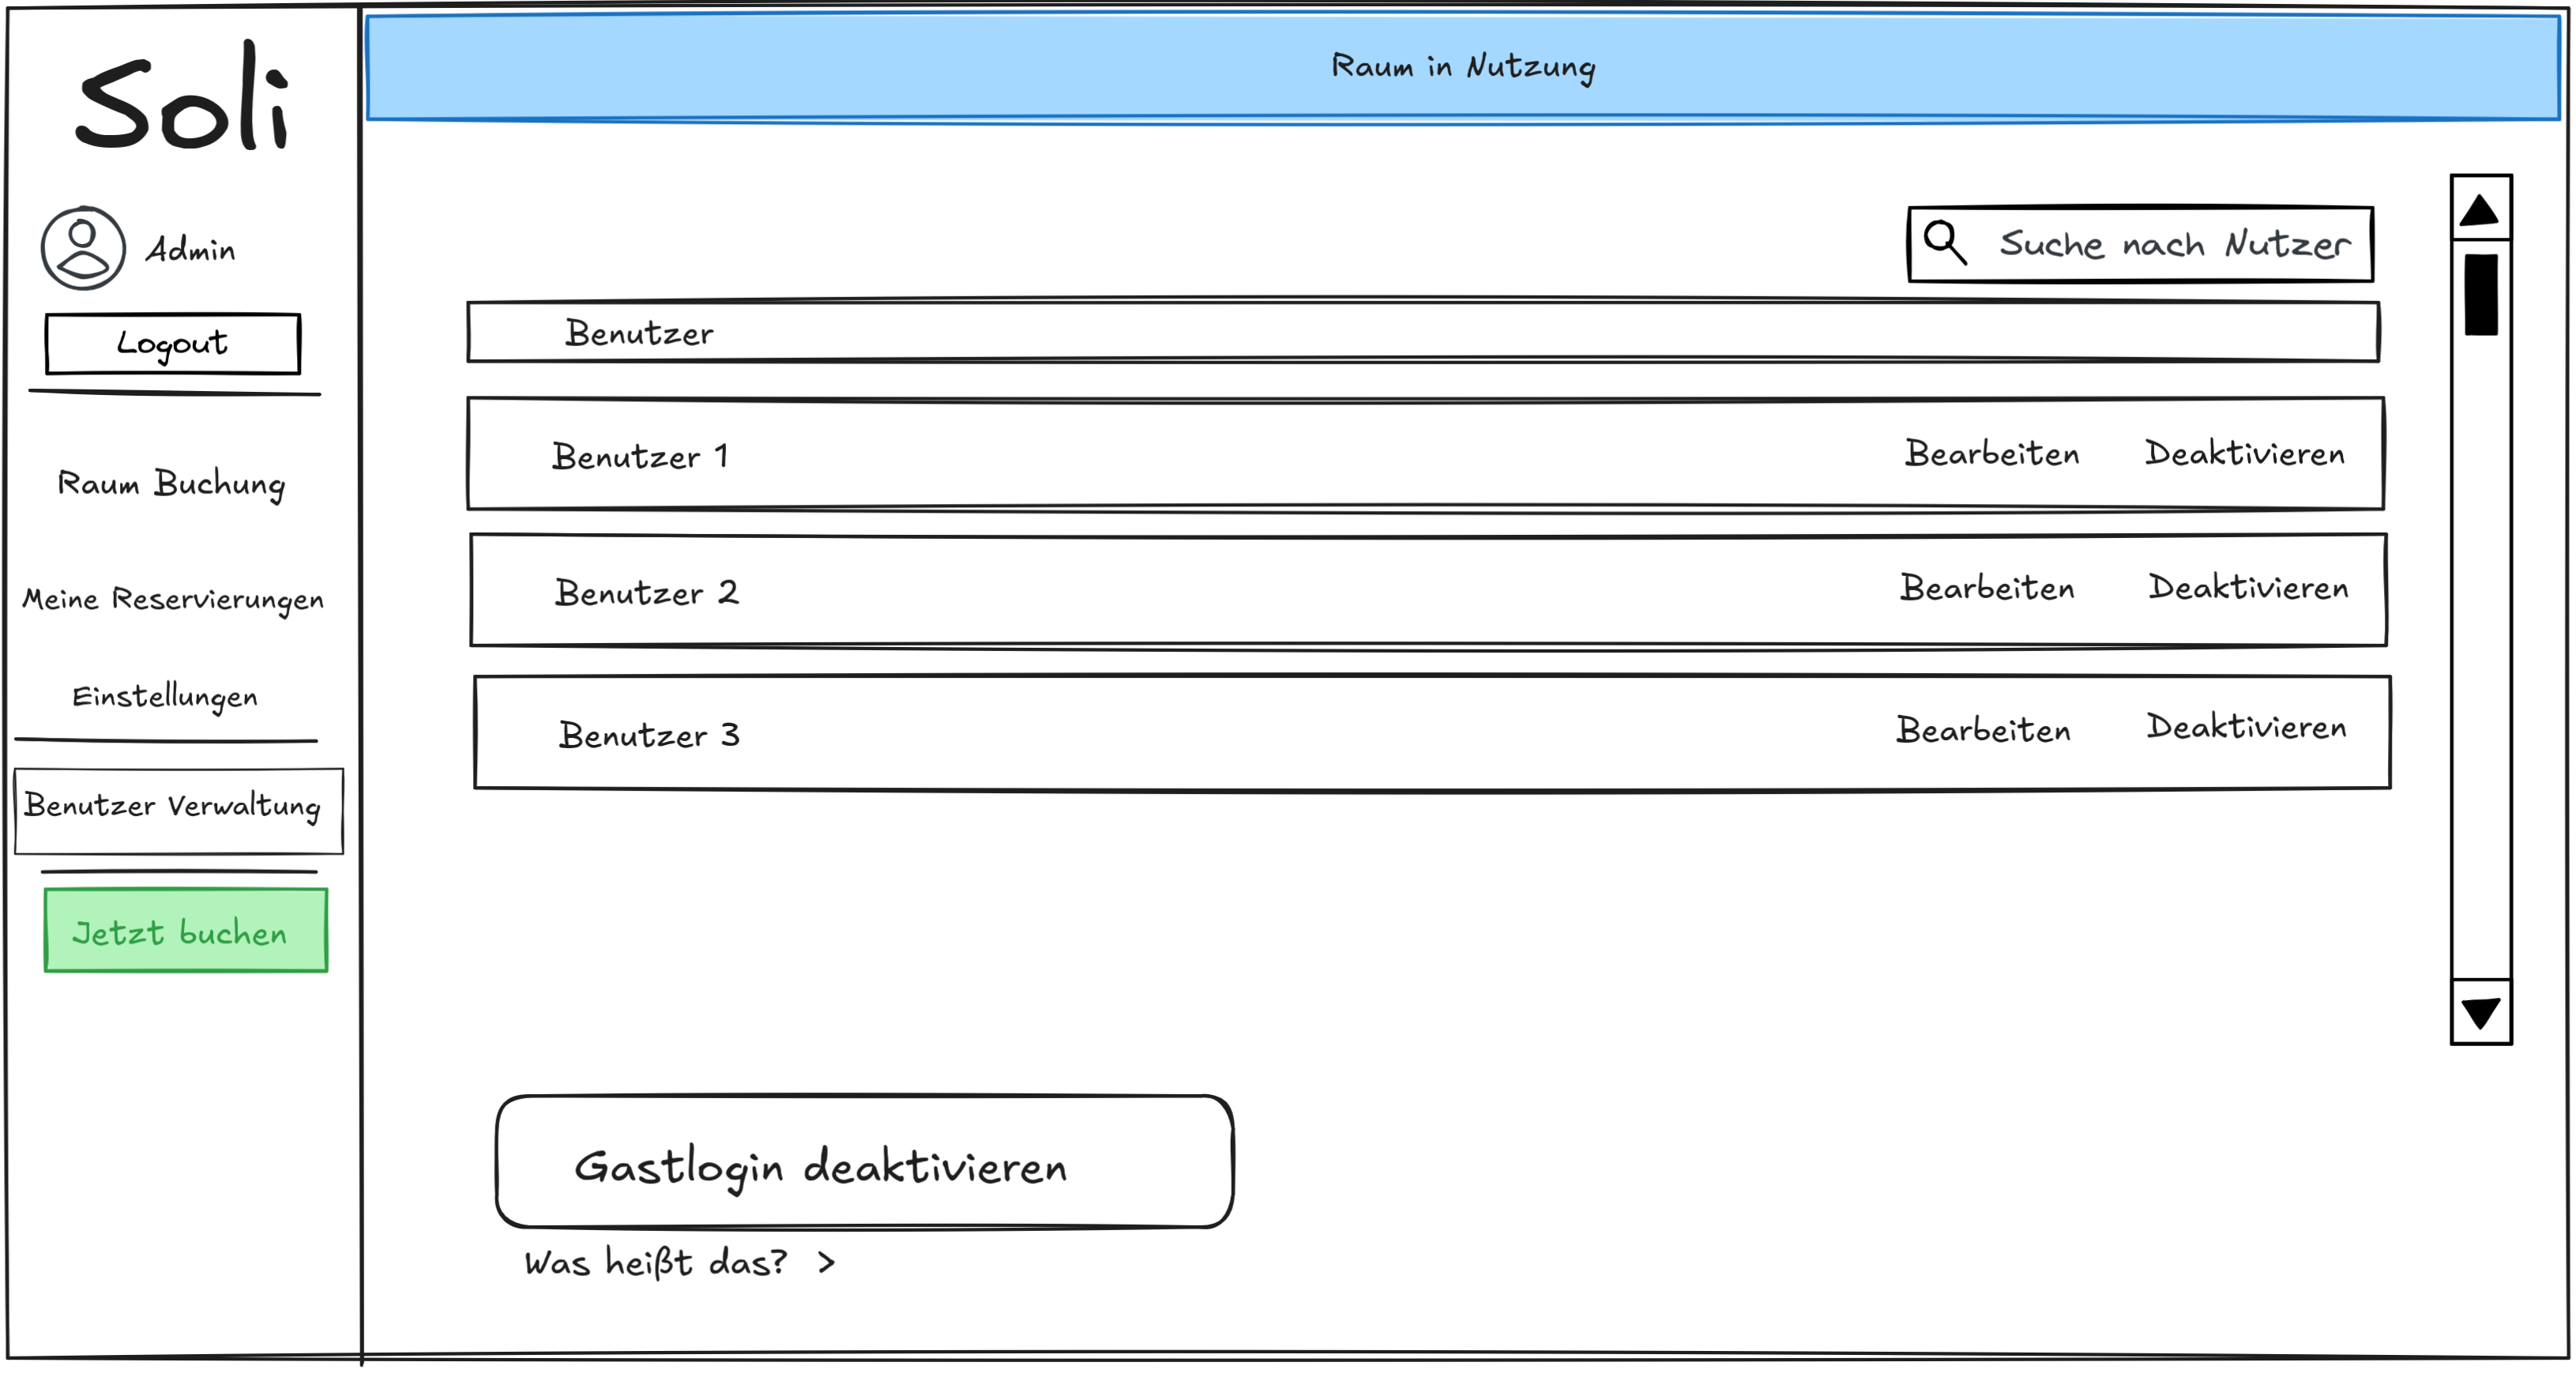 Soli
Admin
Logout
Raum Buchung
Meine Reservierungen
Einstellungen
Benutzer Verwaltung
Jetzt buchen
Raum in Nutzung
Suche nach Nutzer
Benutzer
Benutzer 1 Bearbeiten Deaktivieren
Benutzer 2 Bearbeiten Deaktivieren
Benutzer 3 Bearbeiten Deaktivieren
Gastlogin deaktivieren
Was heißt das? >